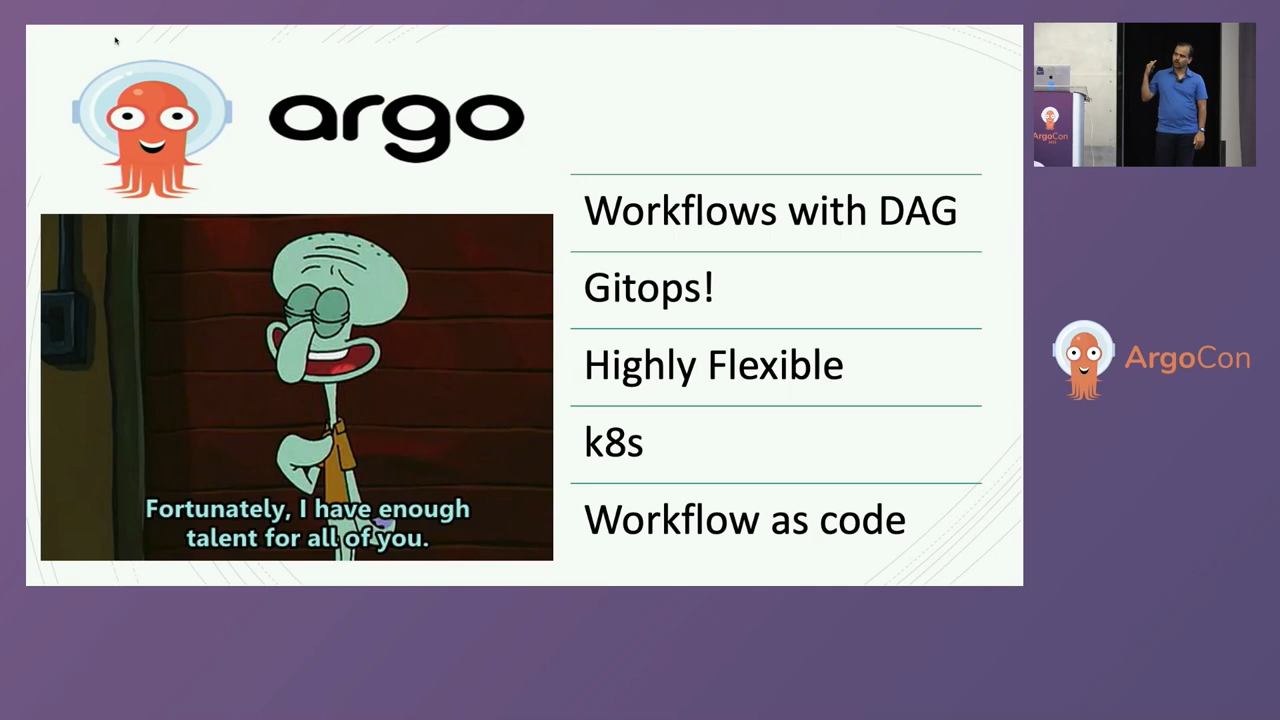 argo
Workflows with DAG
Gitops!
Highly Flexible
k8s
Workflow as code
Fortunately, I have enough
talent for all of you.
ArgoCon
ArgoCon